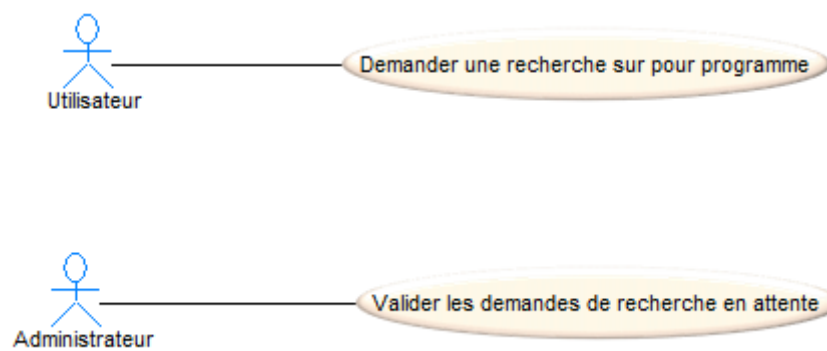 Demander une recherche sur pour programme
Utilisateur
Valider les demandes de recherche en attente
Administrateur